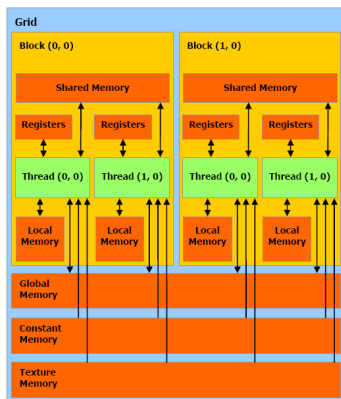 Grid
Block (0, 0)
Shared Memory
Registers
Registers
Thread (0, 0)
Thread (1, 0)
Local
Memory
Local
Memory
Block (1, 0)
Shared Memory
Registers
Registers
Thread (0, 0)
Thread (1, 0)
Local
Memory
Local
Memory
Global
Memory
Constant
Memory
Texture
Memory